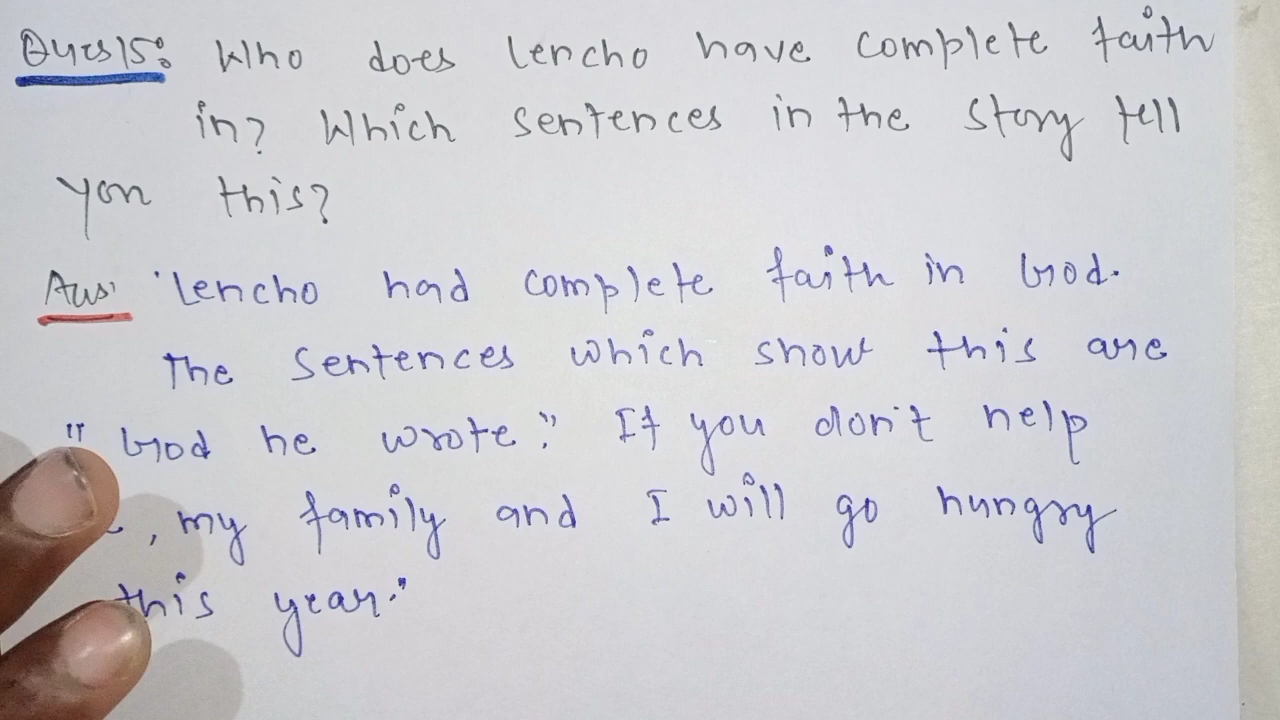 Ques15: Who does Lencho have complete faith
in? Which sentences in the story tell
you this?
Ans: 'Lencho had complete faith in God.
The sentences which show this are
"God he wrote." If you don't help
, my family and I will go hungry
this year."